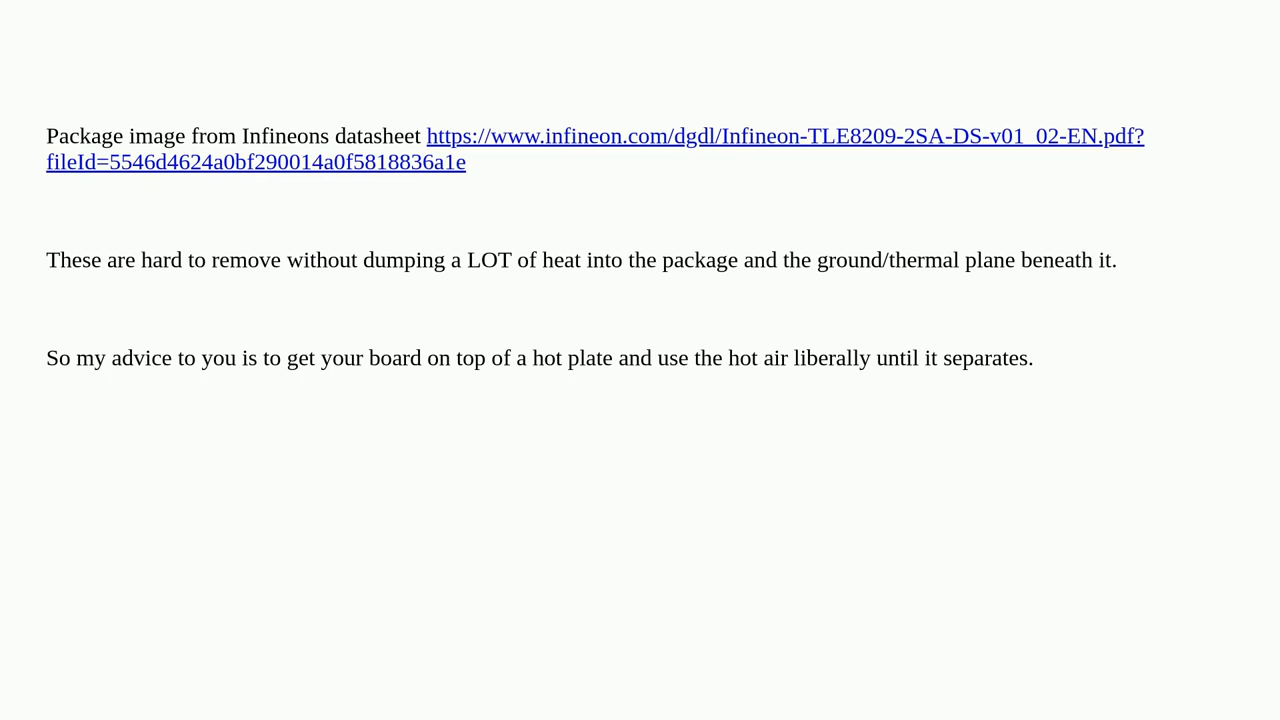 Package image from Infineons datasheet https://www.infineon.com/dgdl/Infineon-TLE8209-2SA-DS-v01_02-EN.pdf?
fileId=5546d4624a0bf290014a0f5818836a1e
These are hard to remove without dumping a LOT of heat into the package and the ground/thermal plane beneath it.
So my advice to you is to get your board on top of a hot plate and use the hot air liberally until it separates.